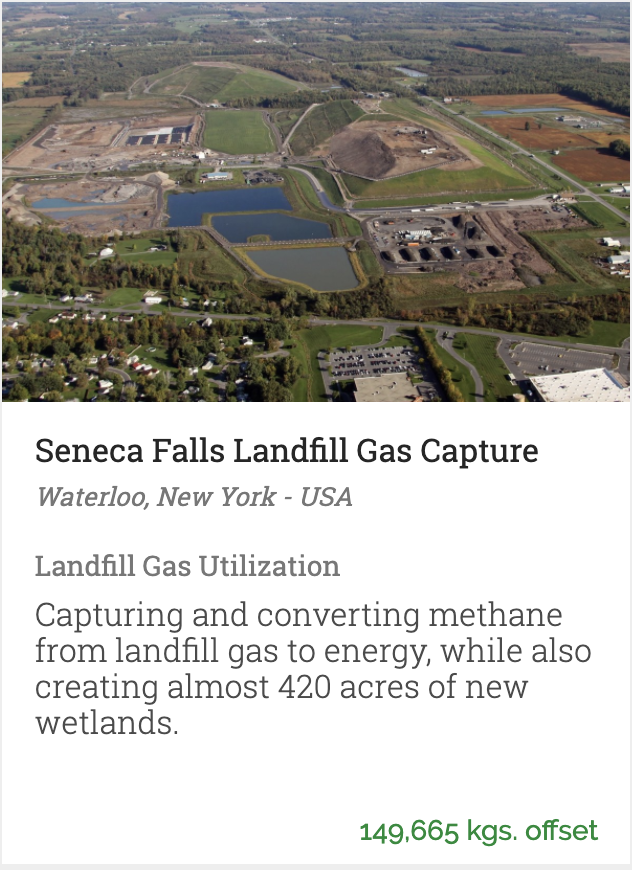 Seneca Falls Landfill Gas Capture
Waterloo, New York - USA
Landfill Gas Utilization
Capturing and converting methane
from landfill gas to energy, while also
creating almost 420 acres of new
wetlands.
149,665 kgs. offset